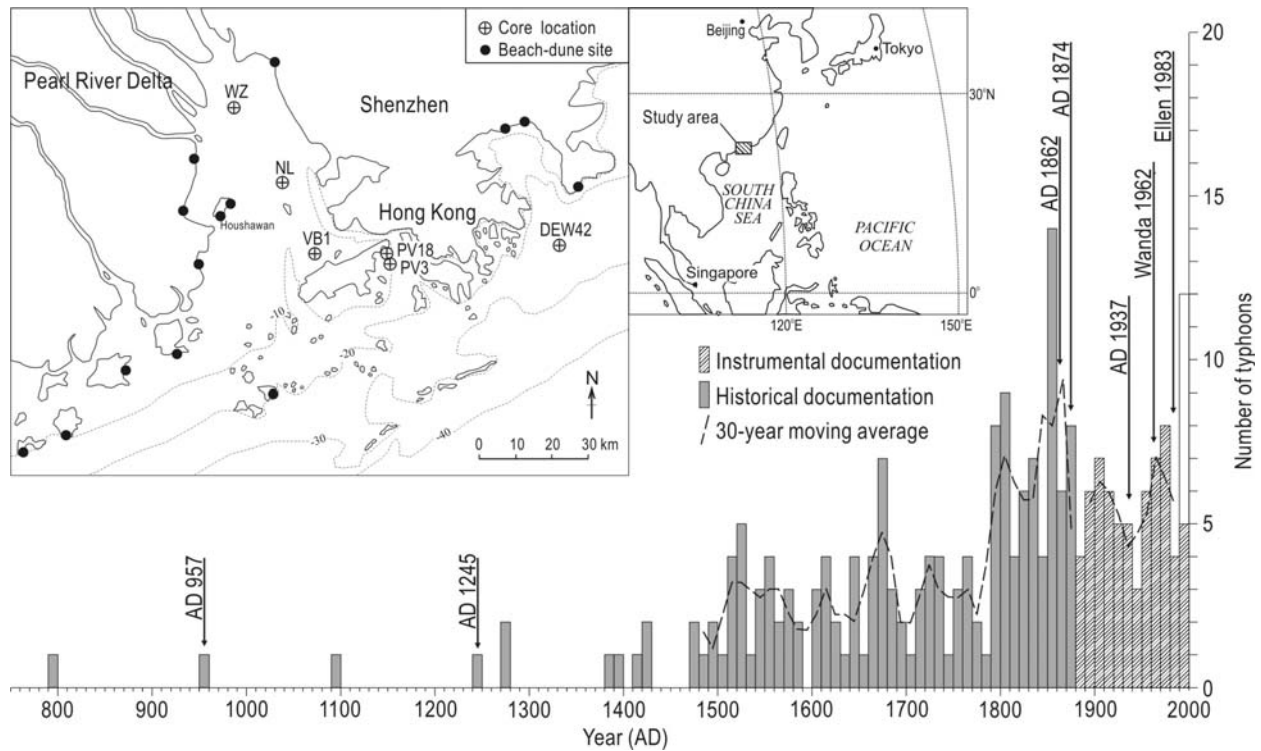 Core location
Beach-dune site
Pearl River Delta
WZ
Shenzhen
NL
Houshawan
Hong Kong
VB1
PV18
PV3
DEW42
-10
-20
-30
-40
N
0 10 20 30 km
Beijing
Tokyo
30°N
Study area
SOUTH
CHINA
SEA
PACIFIC
OCEAN
Singapore
0°
120°E
150°E
Instrumental documentation
Historical documentation
30-year moving average
AD 957
AD 1245
AD 1862
AD 1874
AD 1937
Wanda 1962
Ellen 1983
20
15
10
5
0
Number of typhoons
800 900 1000 1100 1200 1300 1400 1500 1600 1700 1800 1900 2000
Year (AD)